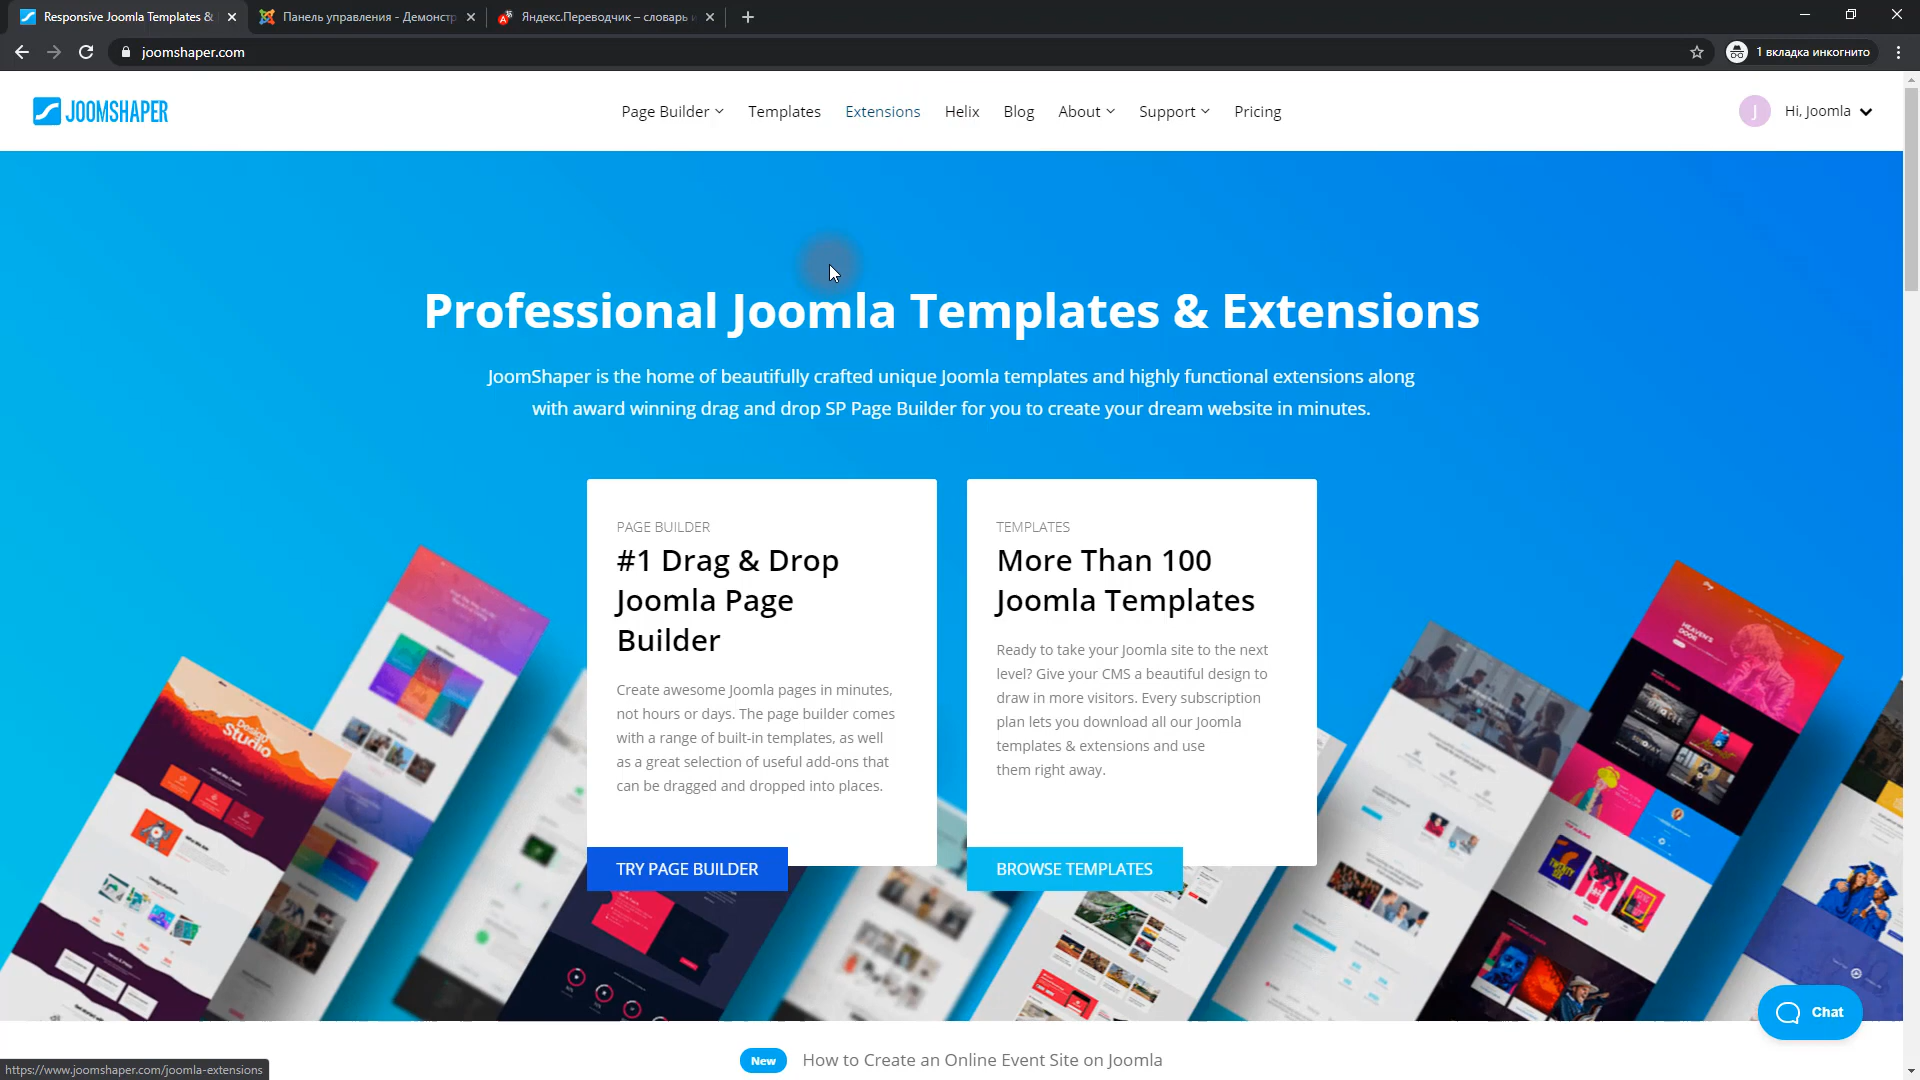 Responsive Joomla Templates &
Панель управления - Демонстр
Яндекс.Переводчик – словарь и
joomshaper.com
1 вкладка инкогнито
JOOMSHAPER
Page Builder
Templates
Extensions
Helix
Blog
About
Support
Pricing
J
Hi, Joomla
Professional Joomla Templates & Extensions
JoomShaper is the home of beautifully crafted unique Joomla templates and highly functional extensions along
with award winning drag and drop SP Page Builder for you to create your dream website in minutes.
PAGE BUILDER
#1 Drag & Drop
Joomla Page
Builder
Create awesome Joomla pages in minutes,
not hours or days. The page builder comes
with a range of built-in templates, as well
as a great selection of useful add-ons that
can be dragged and dropped into places.
TRY PAGE BUILDER
TEMPLATES
More Than 100
Joomla Templates
Ready to take your Joomla site to the next
level? Give your CMS a beautiful design to
draw in more visitors. Every subscription
plan lets you download all our Joomla
templates & extensions and use
them right away.
BROWSE TEMPLATES
Design
Studio
HEAVEN'S
DOOR
Chat
New
How to Create an Online Event Site on Joomla
https://www.joomshaper.com/joomla-extensions